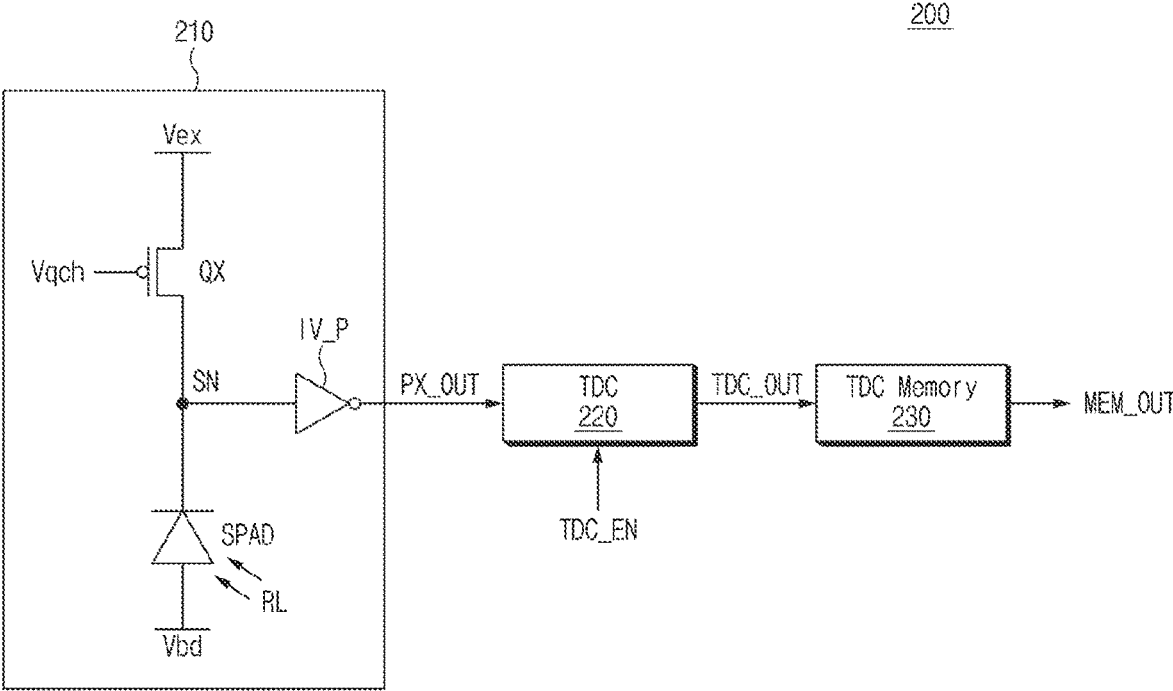 200
210
Vex
Vqch
QX
IV_P
SN
PX_OUT
TDC
220
TDC_OUT
TDC Memory
230
MEM_OUT
TDC_EN
SPAD
RL
Vbd